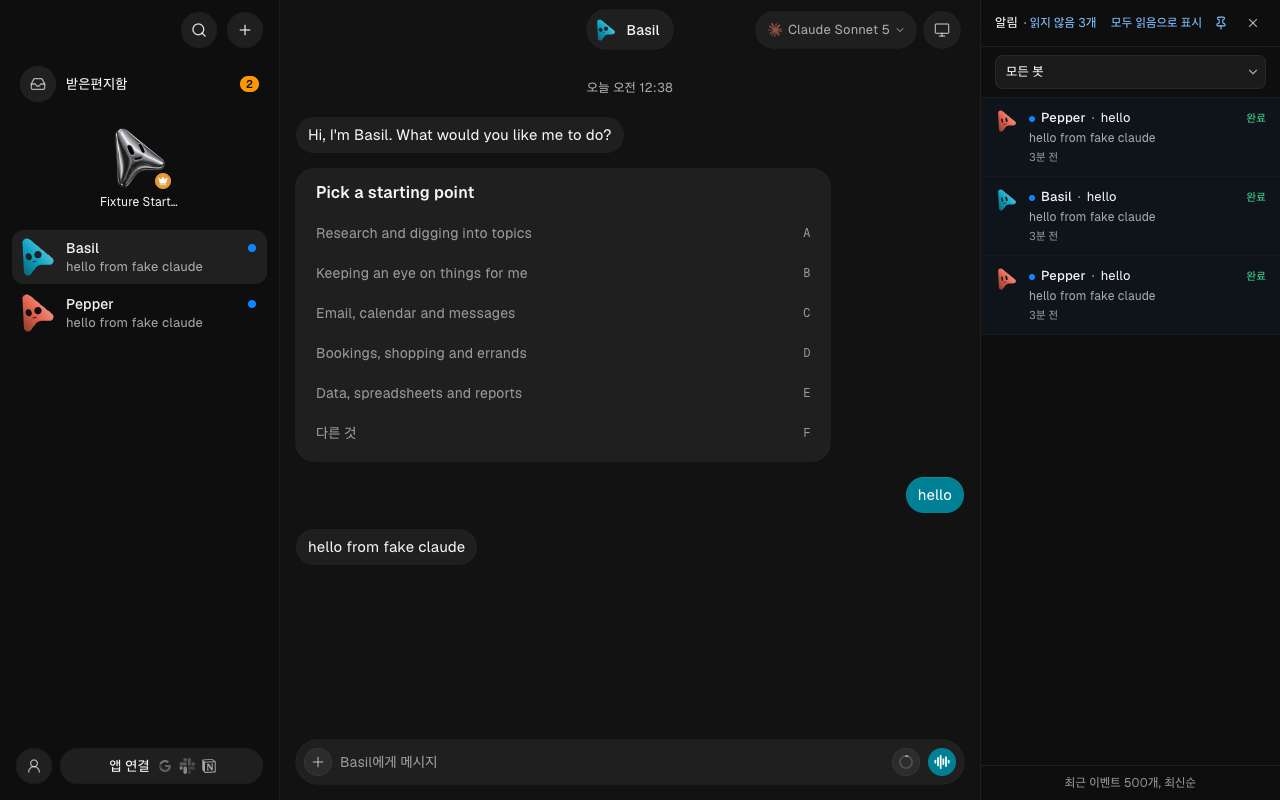 받은편지함
2
Fixture Start...
Basil
hello from fake claude
Pepper
hello from fake claude
앱 연결
Basil
Claude Sonnet 5
오늘 오전 12:38
Hi, I'm Basil. What would you like me to do?
Pick a starting point
Research and digging into topics A
Keeping an eye on things for me B
Email, calendar and messages C
Bookings, shopping and errands D
Data, spreadsheets and reports E
다른 것 F
hello
hello from fake claude
Basil에게 메시지
알림 · 읽지 않음 3개 모두 읽음으로 표시
모든 봇
Pepper · hello 완료
hello from fake claude
3분 전
Basil · hello 완료
hello from fake claude
3분 전
Pepper · hello 완료
hello from fake claude
3분 전
최근 이벤트 500개, 최신순